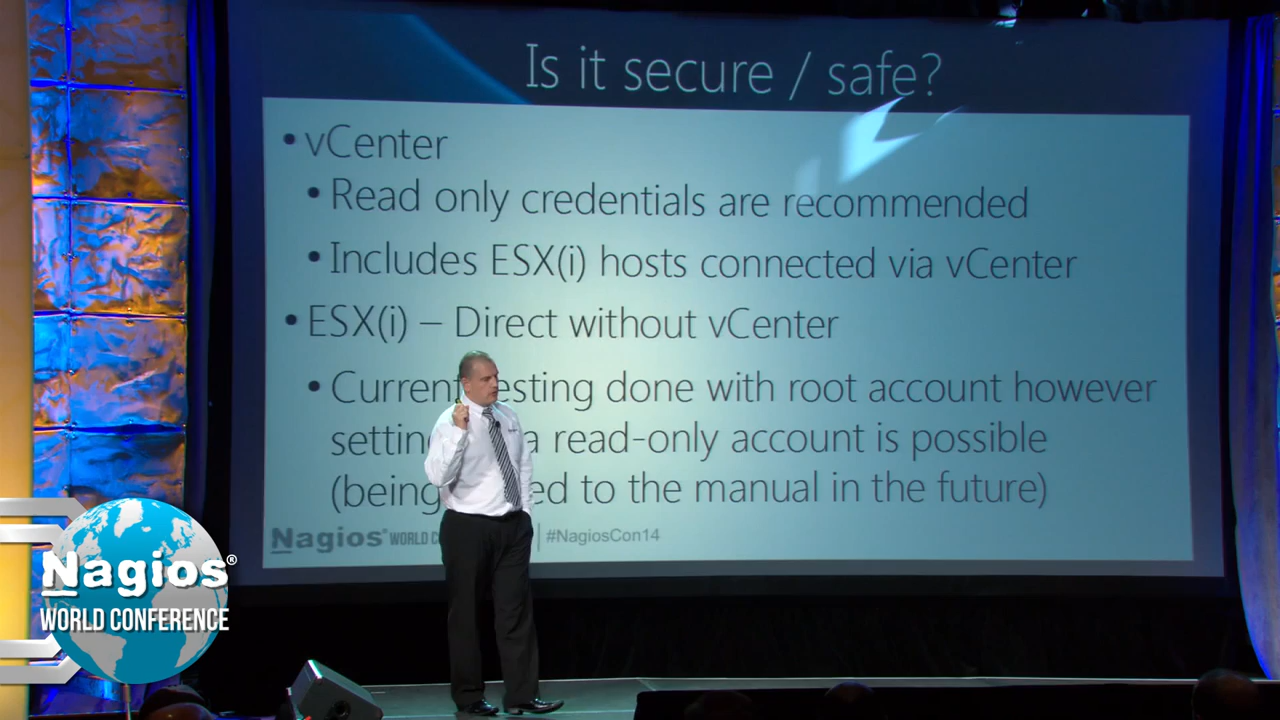 Is it secure / safe?
• vCenter
• Read only credentials are recommended
• Includes ESX(i) hosts connected via vCenter
• ESX(i) – Direct without vCenter
• Current testing done with root account however
setting a read-only account is possible
(being to the manual in the future)
Nagios® WORLD #NagiosCon14
Nagios®
WORLD CONFERENCE